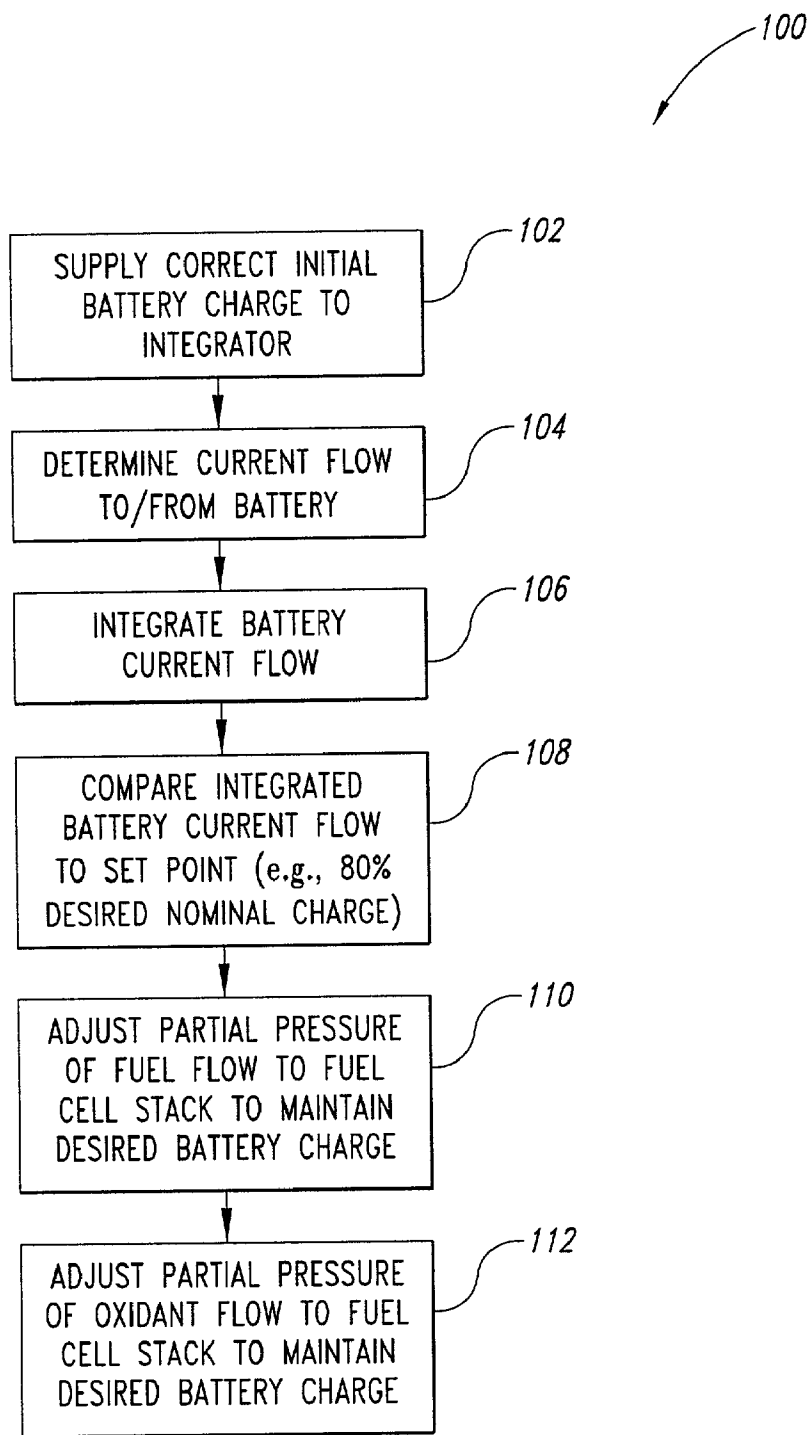 100
102
SUPPLY CORRECT INITIAL
BATTERY CHARGE TO
INTEGRATOR
104
DETERMINE CURRENT FLOW
TO/FROM BATTERY
106
INTEGRATE BATTERY
CURRENT FLOW
108
COMPARE INTEGRATED
BATTERY CURRENT FLOW
TO SET POINT (e.g., 80%
DESIRED NOMINAL CHARGE)
110
ADJUST PARTIAL PRESSURE
OF FUEL FLOW TO FUEL
CELL STACK TO MAINTAIN
DESIRED BATTERY CHARGE
112
ADJUST PARTIAL PRESSURE
OF OXIDANT FLOW TO FUEL
CELL STACK TO MAINTAIN
DESIRED BATTERY CHARGE